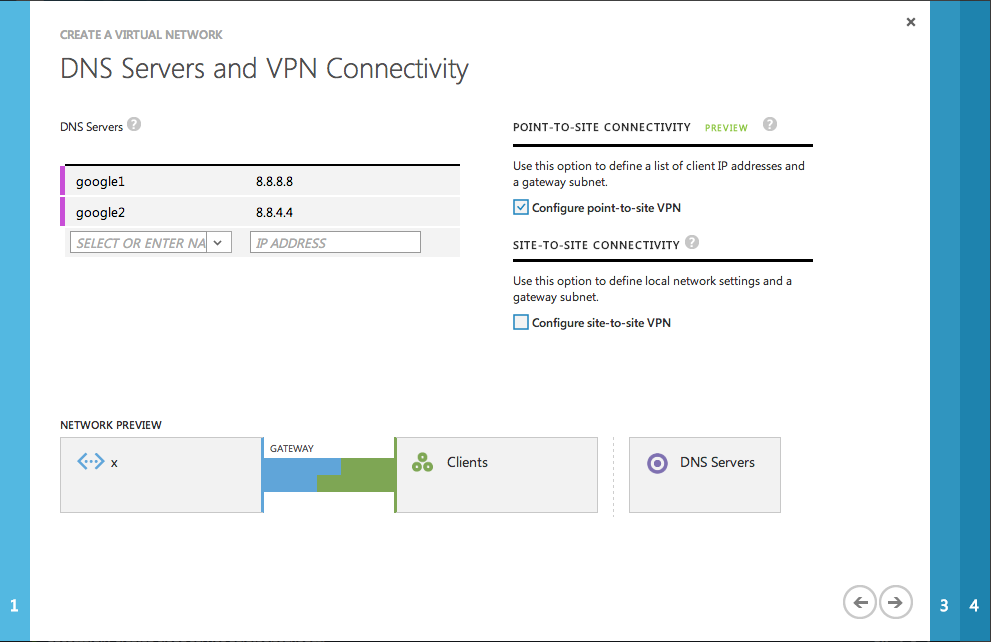 CREATE A VIRTUAL NETWORK
DNS Servers and VPN Connectivity
DNS Servers ?
google1 8.8.8.8
google2 8.8.4.4
SELECT OR ENTER NA IP ADDRESS
POINT-TO-SITE CONNECTIVITY PREVIEW ?
Use this option to define a list of client IP addresses and
a gateway subnet.
Configure point-to-site VPN
SITE-TO-SITE CONNECTIVITY ?
Use this option to define local network settings and a
gateway subnet.
Configure site-to-site VPN
NETWORK PREVIEW
x
GATEWAY
Clients
DNS Servers
1
3 4